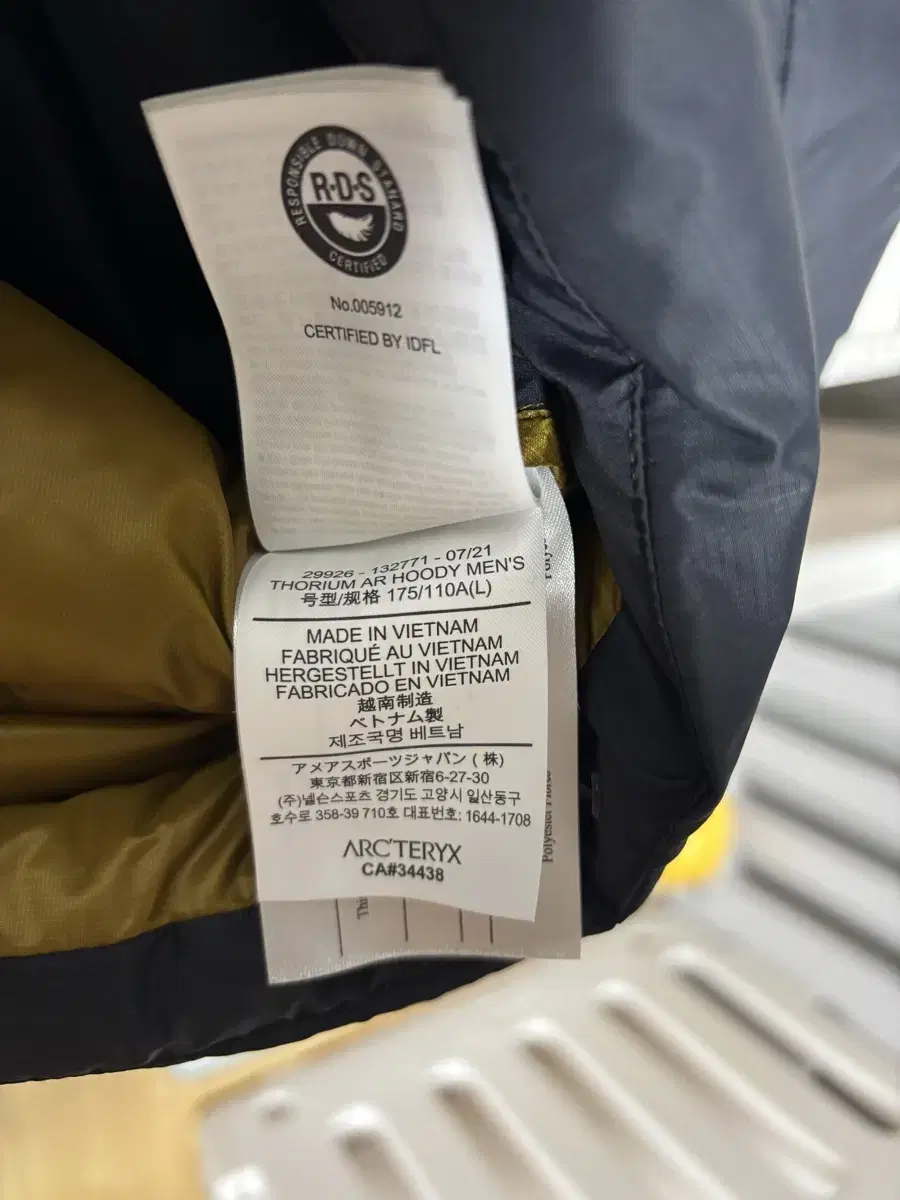 RESPONSIBLE DOWN STANDARD
R·D·S
CERTIFIED
No.005912
CERTIFIED BY IDFL
29926 - 132771 - 07/21
THORIUM AR HOODY MEN'S
号型/规格 175/110A(L)
MADE IN VIETNAM
FABRIQUÉ AU VIETNAM
HERGESTELLT IN VIETNAM
FABRICADO EN VIETNAM
越南制造
ベトナム製
제조국명 베트남
アメアスポーツジャパン (株)
東京都新宿区新宿6-27-30
(주)넬슨스포츠 경기도 고양시 일산동구
호수로 358-39 710호 대표번호: 1644-1708
ARC'TERYX
CA#34438